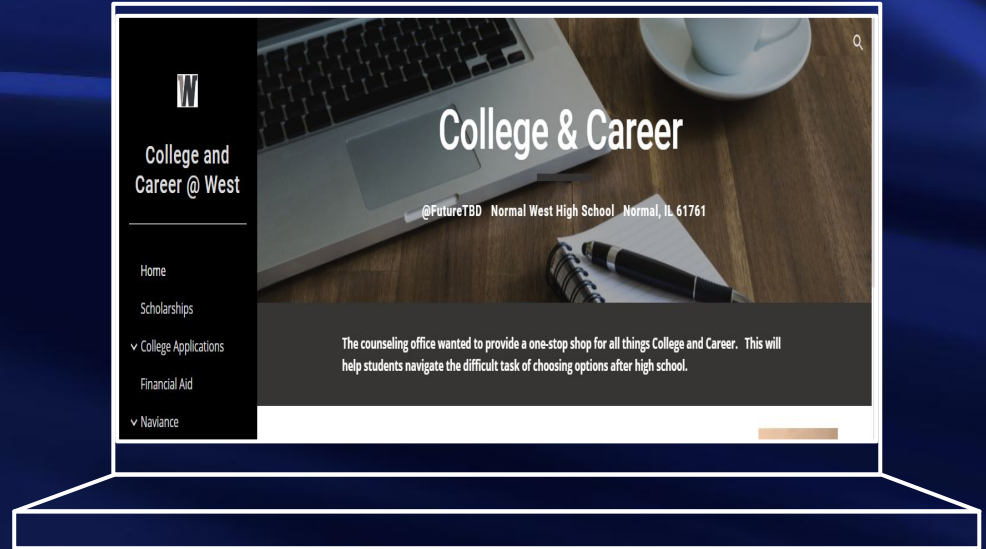 W
College and
Career @ West
Home
Scholarships
College Applications
Financial Aid
Naviance
College & Career
@FutureTBD Normal West High School Normal, IL 61761
The counseling office wanted to provide a one-stop shop for all things College and Career. This will
help students navigate the difficult task of choosing options after high school.